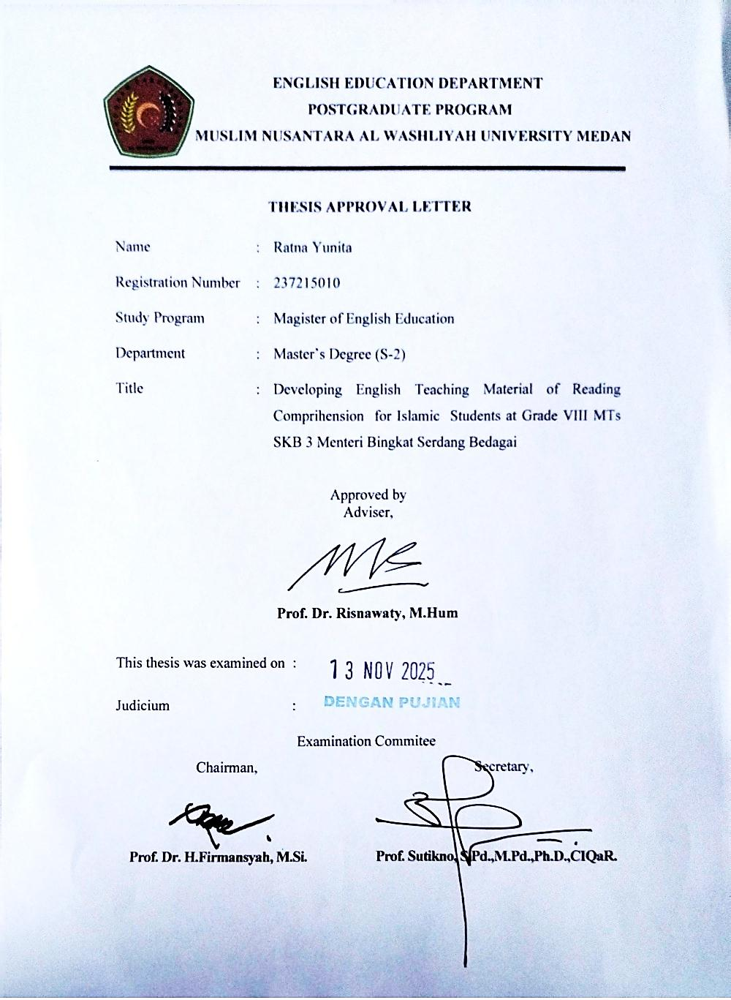 ENGLISH EDUCATION DEPARTMENT
POSTGRADUATE PROGRAM
MUSLIM NUSANTARA AL WASHLIYAH UNIVERSITY MEDAN
THESIS APPROVAL LETTER
Name : Ratna Yunita
Registration Number : 237215010
Study Program : Magister of English Education
Department : Master's Degree (S-2)
Title : Developing English Teaching Material of Reading
Comprihension for Islamic Students at Grade VIII MTs
SKB 3 Menteri Bingkat Serdang Bedagai
Approved by
Adviser,
Prof. Dr. Risnawaty, M.Hum
This thesis was examined on : 13 NOV 2025
Judicium : DENGAN PUJIAN
Examination Commitee
Chairman, Secretary,
Prof. Dr. H.Firmansyah, M.Si. Prof. Sutikno, S.Pd.,M.Pd.,Ph.D.,CIQaR.